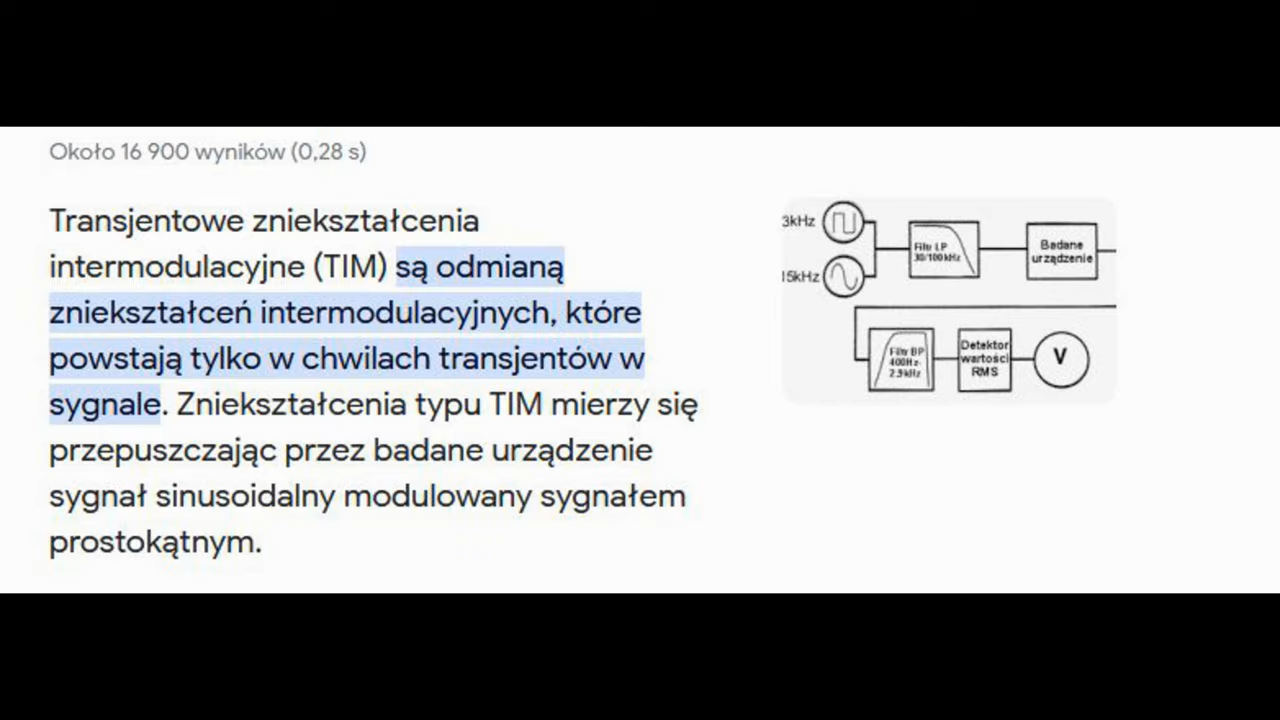 Około 16 900 wyników (0,28 s)
Transjentowe zniekształcenia
intermodulacyjne (TIM) są odmianą
zniekształceń intermodulacyjnych, które
powstają tylko w chwilach transjentów w
sygnale. Zniekształcenia typu TIM mierzy się
przepuszczając przez badane urządzenie
sygnał sinusoidalny modulowany sygnałem
prostokątnym.
3kHz
15kHz
Filtr LP
30/100kHz
Badane
urządzenie
Filtr BP
400Hz-
2.9kHz
Detektor
wartości
RMS
V